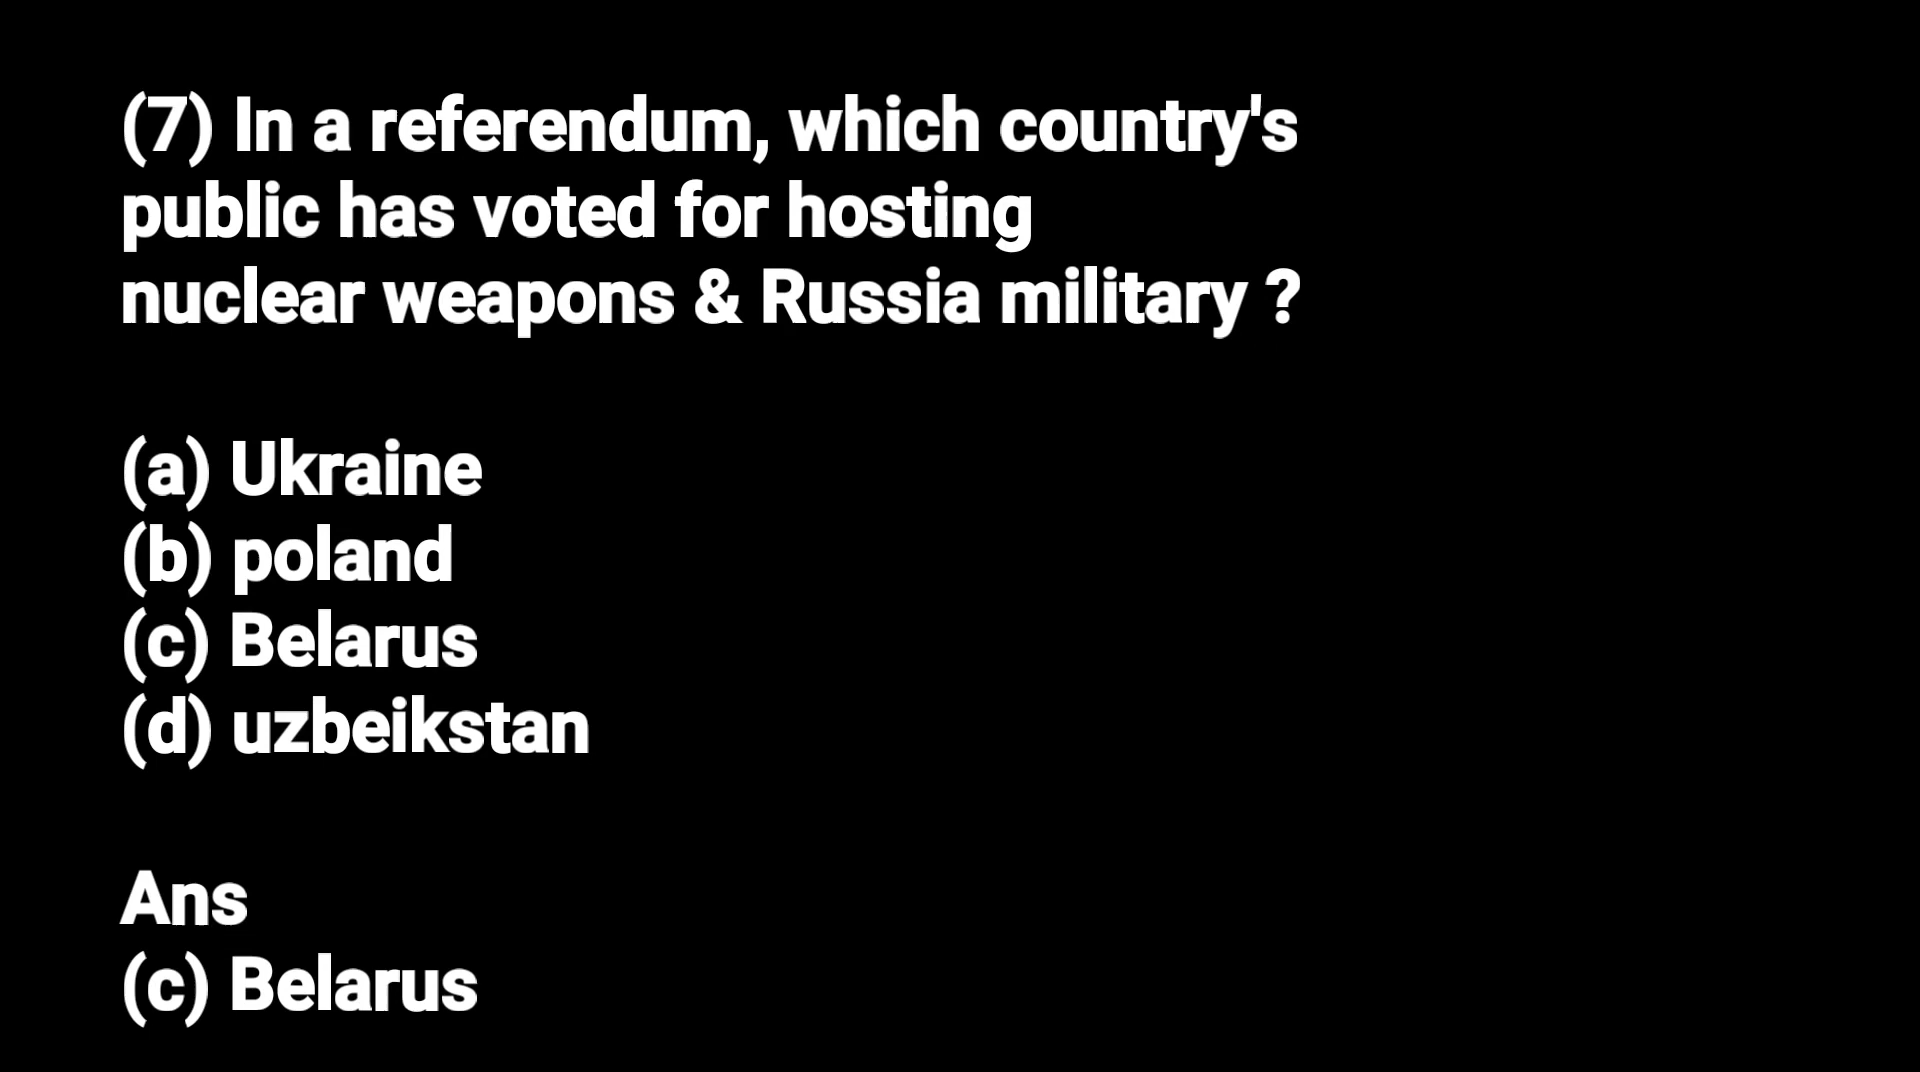 (7) In a referendum, which country's
public has voted for hosting
nuclear weapons & Russia military ?
(a) Ukraine
(b) poland
(c) Belarus
(d) uzbeikstan
Ans
(c) Belarus